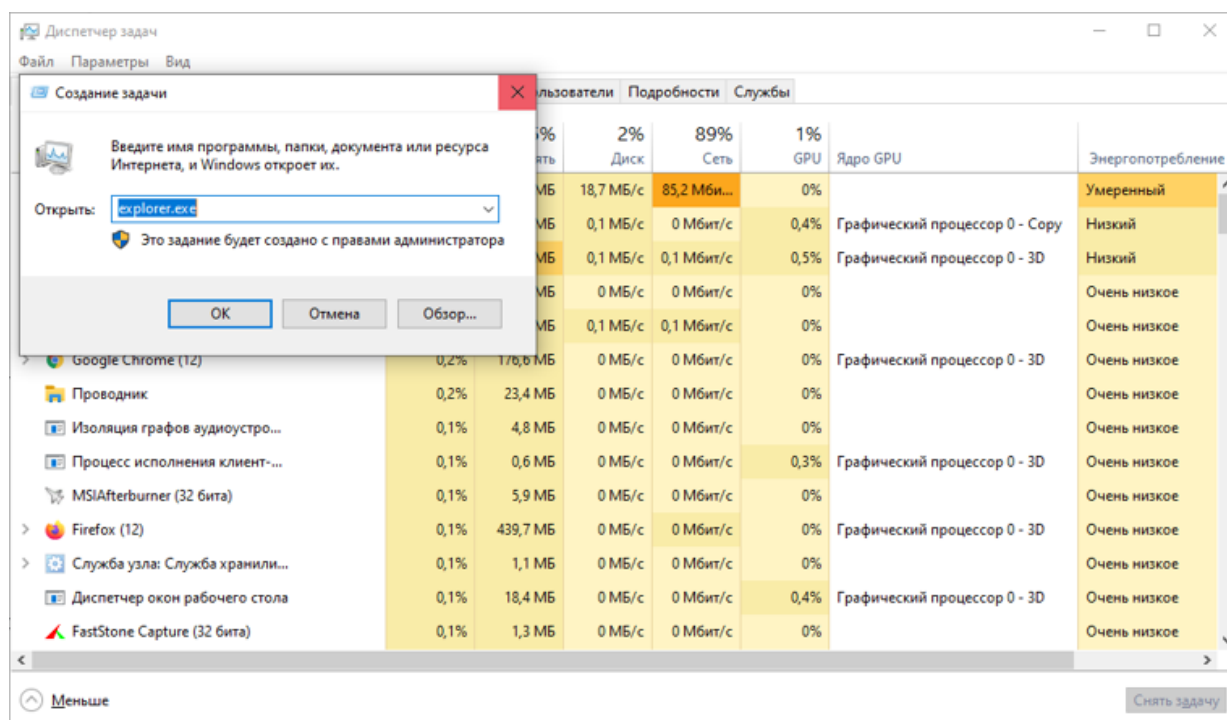 Диспетчер задач
Файл Параметры Вид
Создание задачи
Подробности Службы
Введите имя программы, папки, документа или ресурса
Интернета, и Windows откроет их.
Открыть: explorer.exe
Это задание будет создано с правами администратора
ОК Отмена Обзор...
2% 89% 1%
Диск Сеть GPU Ядро GPU Энергопотребление
МБ 18,7 МБ/с 85,2 Мби... 0% Умеренный
МБ 0,1 МБ/с 0 Мбит/с 0,4% Графический процессор 0 - Copy Низкий
МБ 0,1 МБ/с 0,1 Мбит/с 0,5% Графический процессор 0 - 3D Низкий
МБ 0 МБ/с 0 Мбит/с 0% Очень низкое
МБ 0,1 МБ/с 0,1 Мбит/с 0% Очень низкое
Google Chrome (12) 0,2% 176,6 МБ 0 МБ/с 0 Мбит/с 0% Графический процессор 0 - 3D Очень низкое
Проводник 0,2% 23,4 МБ 0 МБ/с 0 Мбит/с 0% Очень низкое
Изоляция графов аудиоустро... 0,1% 4,8 МБ 0 МБ/с 0 Мбит/с 0% Очень низкое
Процесс исполнения клиент-... 0,1% 0,6 МБ 0 МБ/с 0 Мбит/с 0,3% Графический процессор 0 - 3D Очень низкое
MSIAfterburner (32 бита) 0,1% 5,9 МБ 0 МБ/с 0 Мбит/с 0% Очень низкое
Firefox (12) 0,1% 439,7 МБ 0 МБ/с 0 Мбит/с 0% Графический процессор 0 - 3D Очень низкое
Служба узла: Служба хранили... 0,1% 1,1 МБ 0 МБ/с 0 Мбит/с 0% Очень низкое
Диспетчер окон рабочего стола 0,1% 18,4 МБ 0 МБ/с 0 Мбит/с 0,4% Графический процессор 0 - 3D Очень низкое
FastStone Capture (32 бита) 0,1% 1,3 МБ 0 МБ/с 0 Мбит/с 0% Очень низкое
Меньше Снять задачу